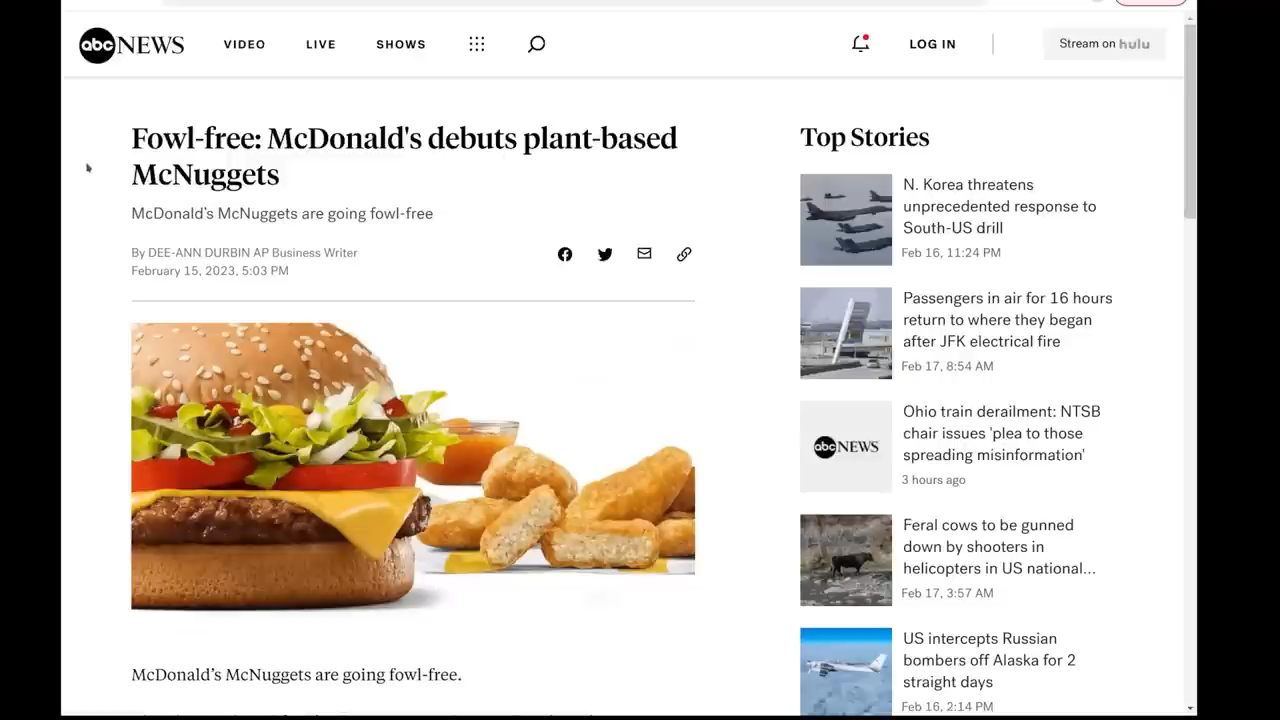 abc NEWS
VIDEO
LIVE
SHOWS
LOG IN
Stream on hulu
Fowl-free: McDonald's debuts plant-based
McNuggets
McDonald’s McNuggets are going fowl-free
By DEE-ANN DURBIN AP Business Writer
February 15, 2023, 5:03 PM
McDonald’s McNuggets are going fowl-free.
Top Stories
N. Korea threatens
unprecedented response to
South-US drill
Feb 16, 11:24 PM
Passengers in air for 16 hours
return to where they began
after JFK electrical fire
Feb 17, 8:54 AM
abc NEWS
Ohio train derailment: NTSB
chair issues 'plea to those
spreading misinformation'
3 hours ago
Feral cows to be gunned
down by shooters in
helicopters in US national...
Feb 17, 3:57 AM
US intercepts Russian
bombers off Alaska for 2
straight days
Feb 16, 2:14 PM